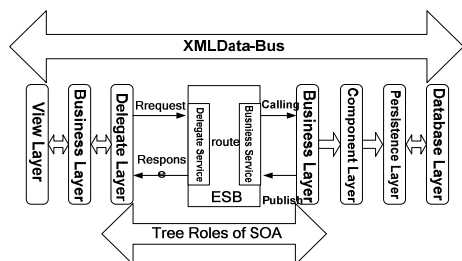 XMLData-Bus
View Layer
Business Layer
Delegate Layer
Rrequest
Respons
e
Delegate Service
route
Business Service
ESB
Calling
Publish
Business Layer
Component Layer
Persistence Layer
Database Layer
Tree Roles of SOA